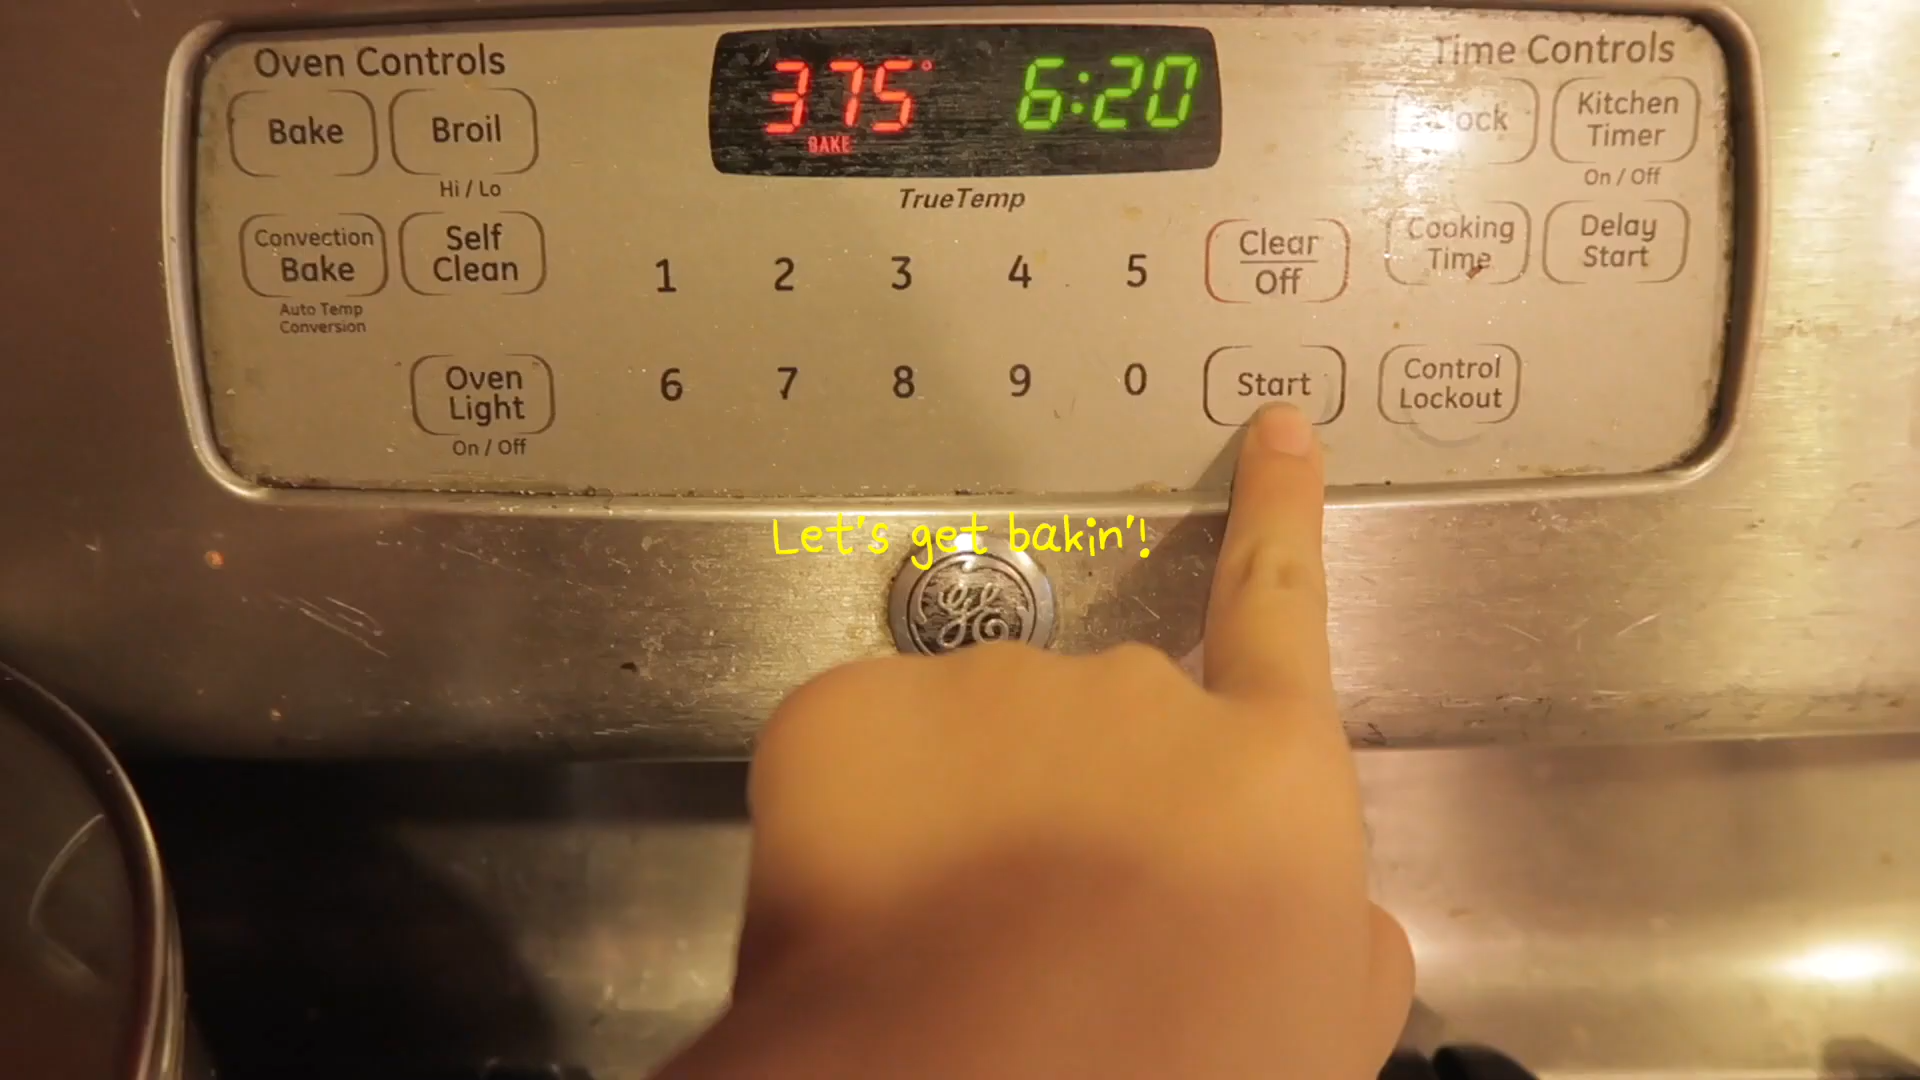 Oven Controls
Bake
Broil
Hi / Lo
Convection
Bake
Auto Temp
Conversion
Self
Clean
Oven
Light
On / Off
375°
BAKE
6:20
TrueTemp
1 2 3 4 5
6 7 8 9 0
Clear
Off
Start
Time Controls
Kitchen
Timer
On / Off
Cooking
Time
Delay
Start
Control
Lockout
Let's get bakin'!
GE